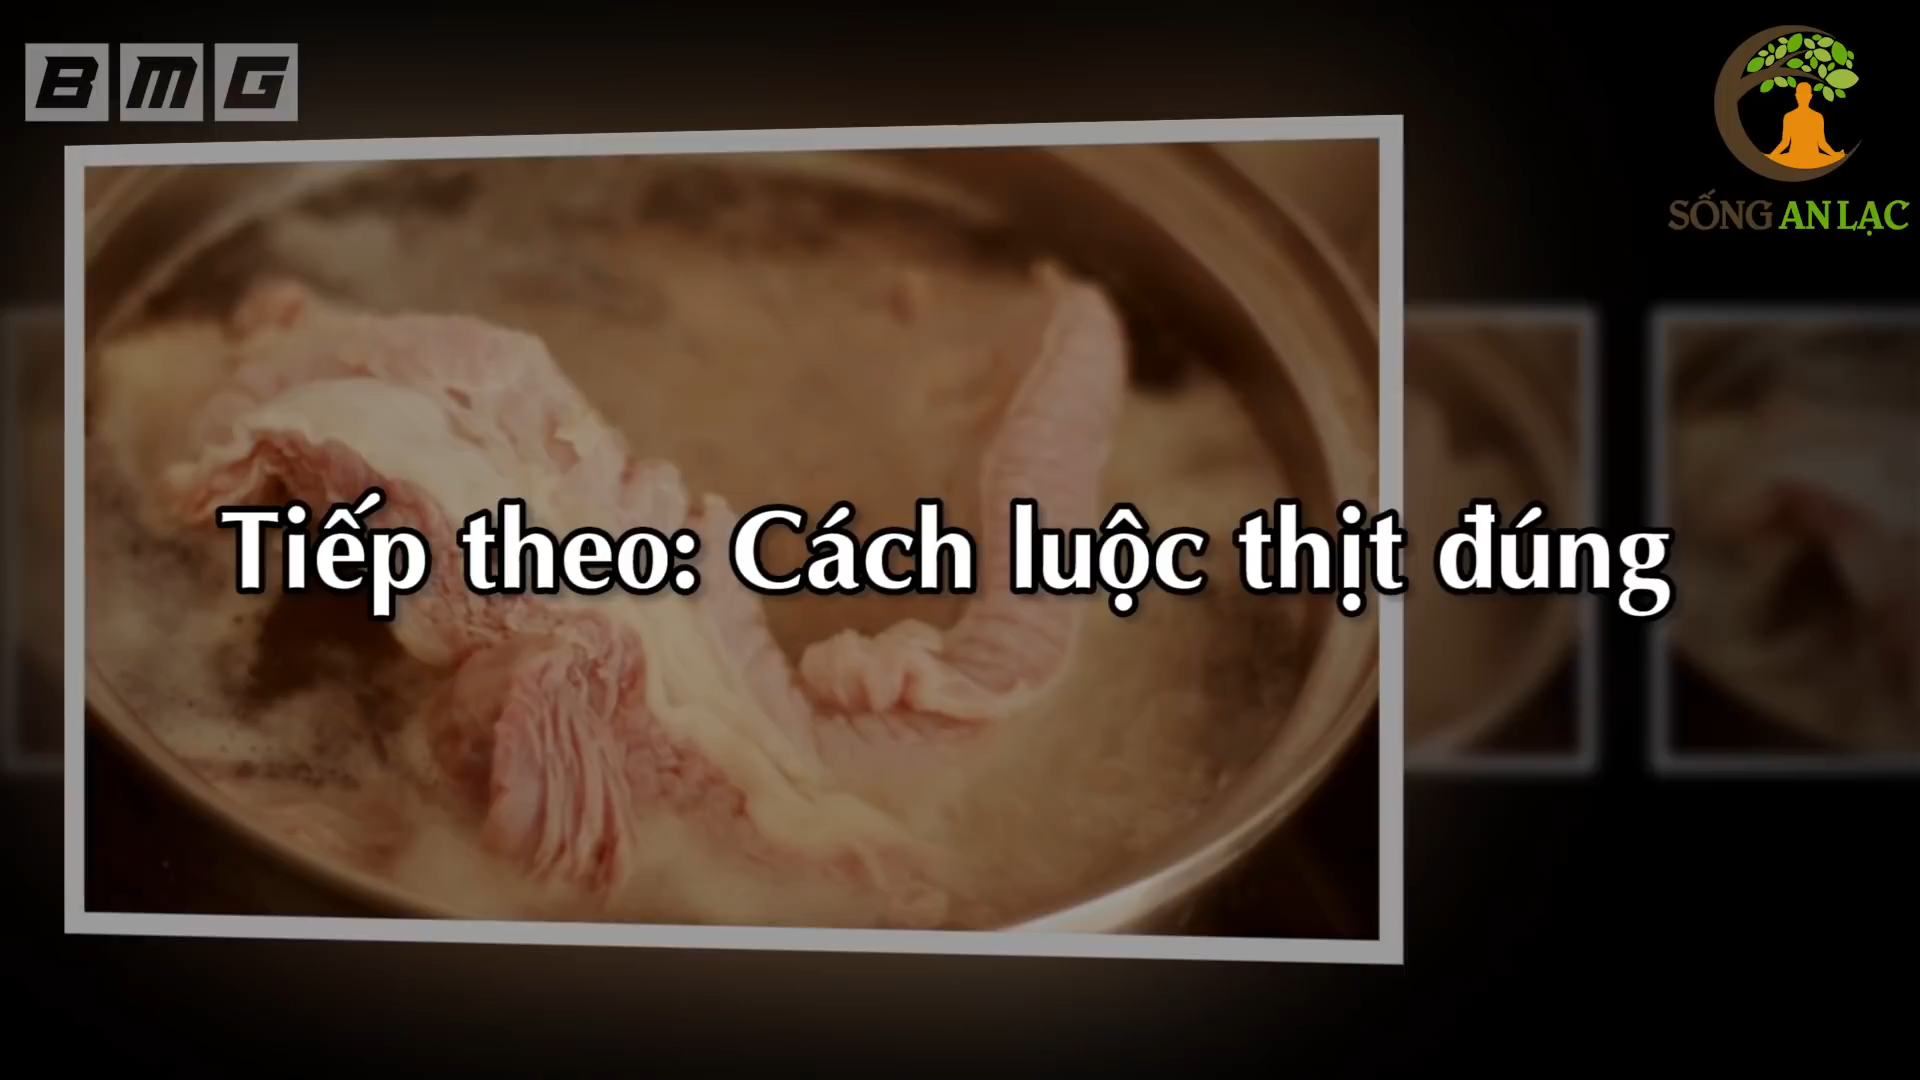 BMG
SỐNG AN LẠC
Tiếp theo: Cách luộc thịt đúng